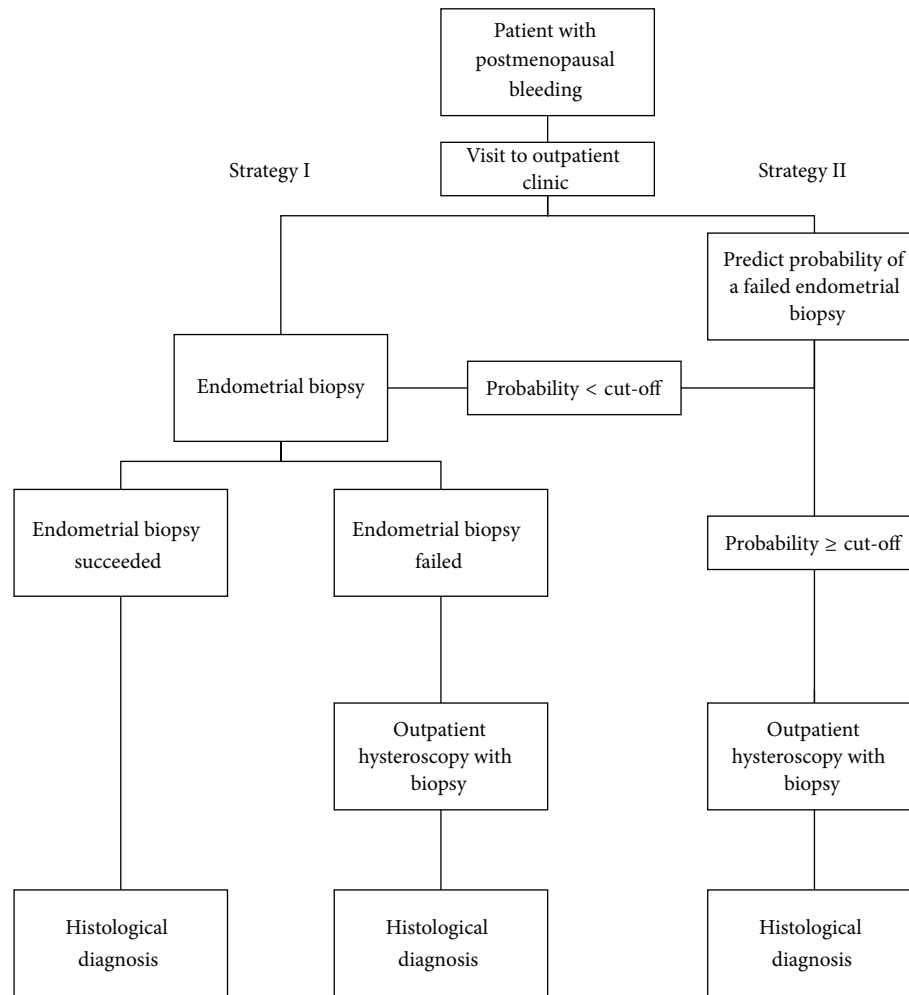 Patient with
postmenopausal
bleeding
Visit to outpatient
clinic
Strategy I
Strategy II
Predict probability of
a failed endometrial
biopsy
Endometrial biopsy
Probability < cut-off
Endometrial biopsy
succeeded
Endometrial biopsy
failed
Probability ≥ cut-off
Outpatient
hysteroscopy with
biopsy
Outpatient
hysteroscopy with
biopsy
Histological
diagnosis
Histological
diagnosis
Histological
diagnosis